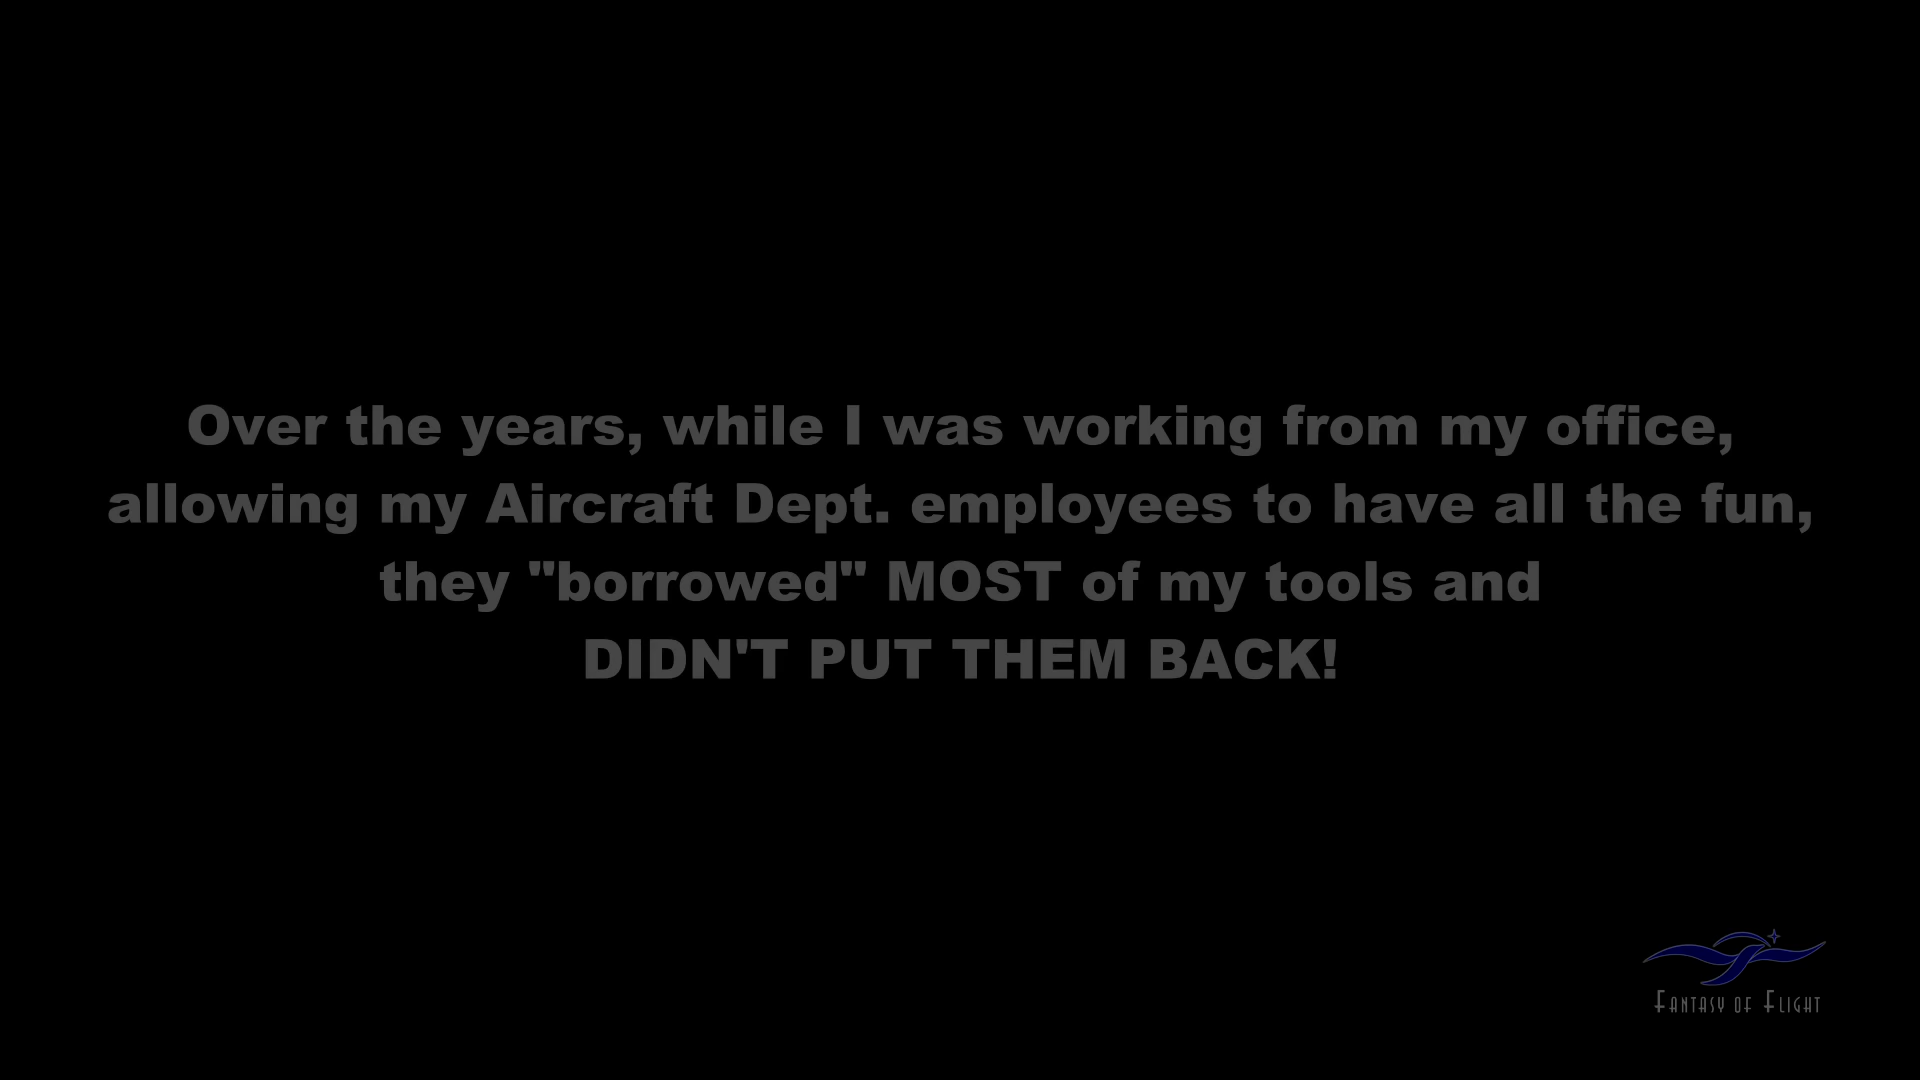 Over the years, while I was working from my office,
allowing my Aircraft Dept. employees to have all the fun,
they "borrowed" MOST of my tools and
DIDN'T PUT THEM BACK!
FANTASY OF FLIGHT